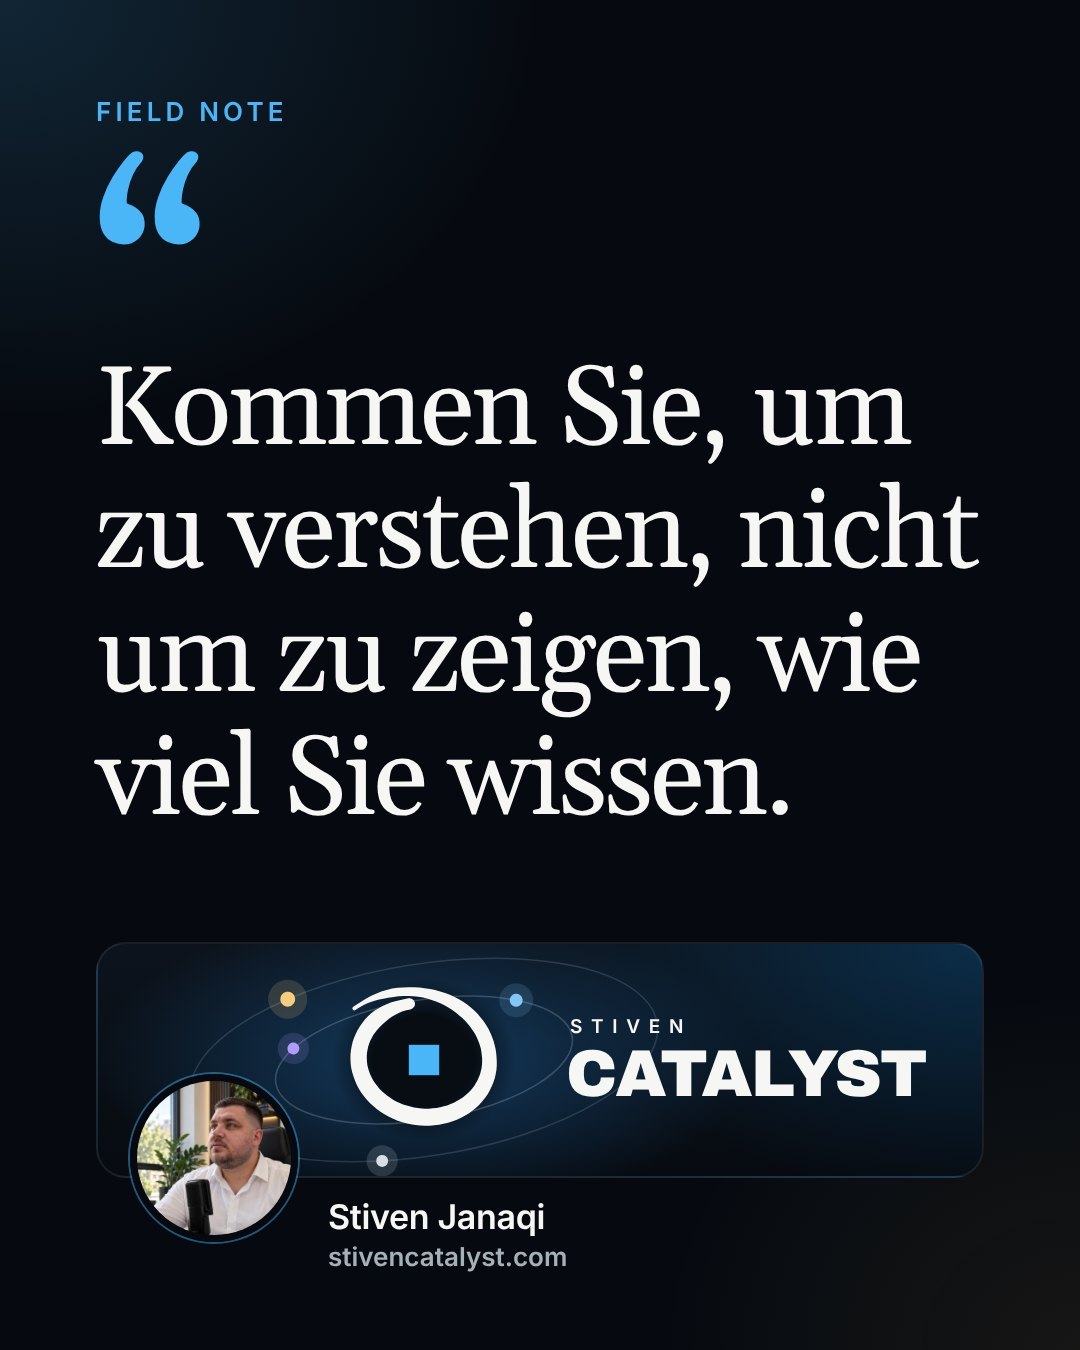 FIELD NOTE
“
Kommen Sie, um
zu verstehen, nicht
um zu zeigen, wie
viel Sie wissen.
STIVEN
CATALYST
Stiven Janaqi
stivencatalyst.com